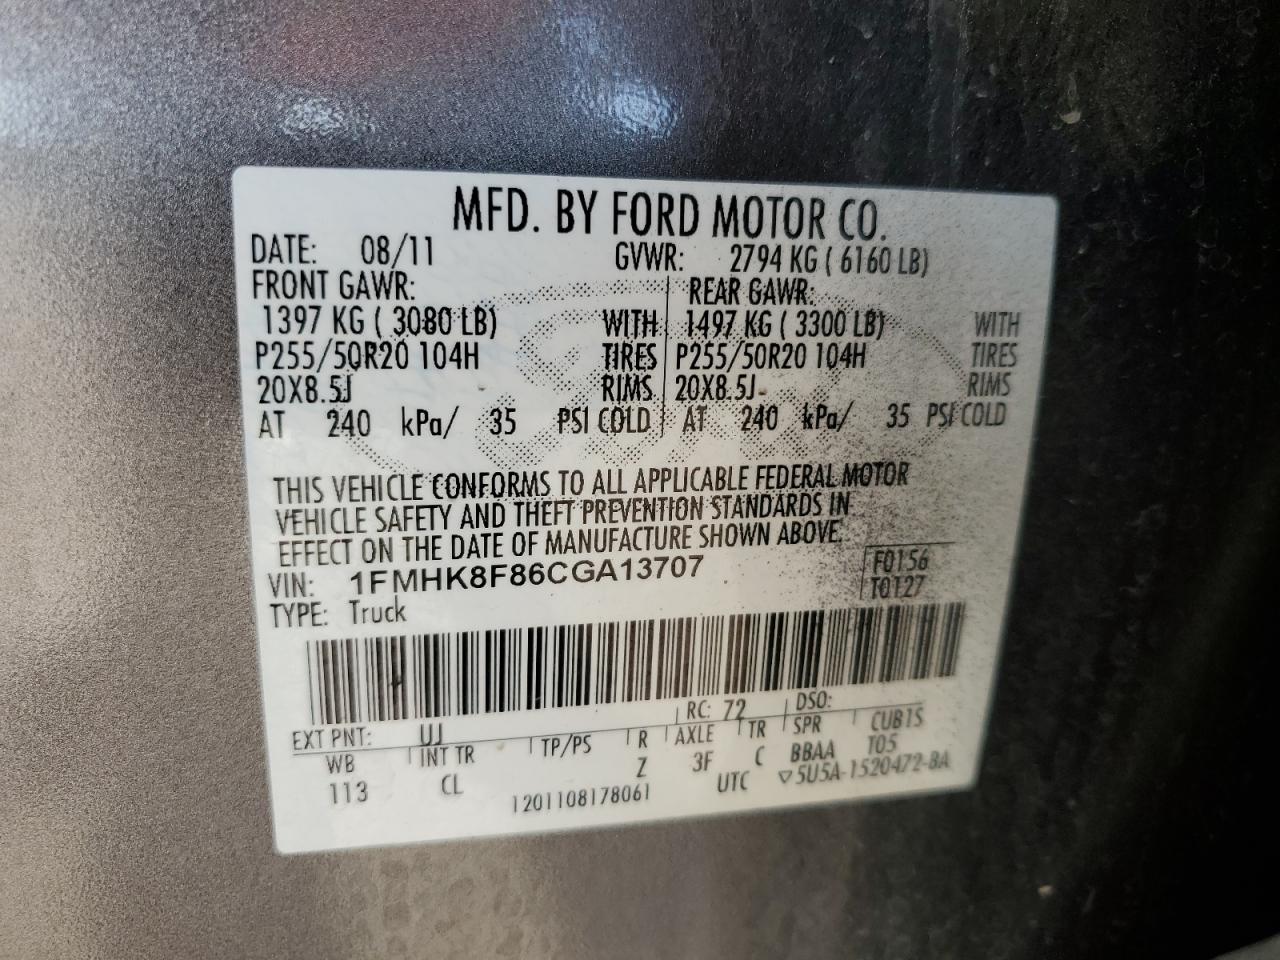 MFD. BY FORD MOTOR CO.
DATE: 08/11 GVWR: 2794 KG ( 6160 LB)
FRONT GAWR: REAR GAWR:
1397 KG ( 3080 LB) WITH 1497 KG ( 3300 LB) WITH
P255/50R20 104H TIRES P255/50R20 104H TIRES
20X8.5J RIMS 20X8.5J RIMS
AT 240 kPa/ 35 PSI COLD AT 240 kPa/ 35 PSI COLD
THIS VEHICLE CONFORMS TO ALL APPLICABLE FEDERAL MOTOR
VEHICLE SAFETY AND THEFT PREVENTION STANDARDS IN
EFFECT ON THE DATE OF MANUFACTURE SHOWN ABOVE.
VIN: 1FMHK8F86CGA13707 F0156
TYPE: Truck T0127
EXT PNT: UJ RC: 72 DSO:
WB INT TR TP/PS R AXLE TR SPR CUB1S
113 CL Z 3F C BBAA T05
1201108178061 UTC ▽5U5A-1520472-BA